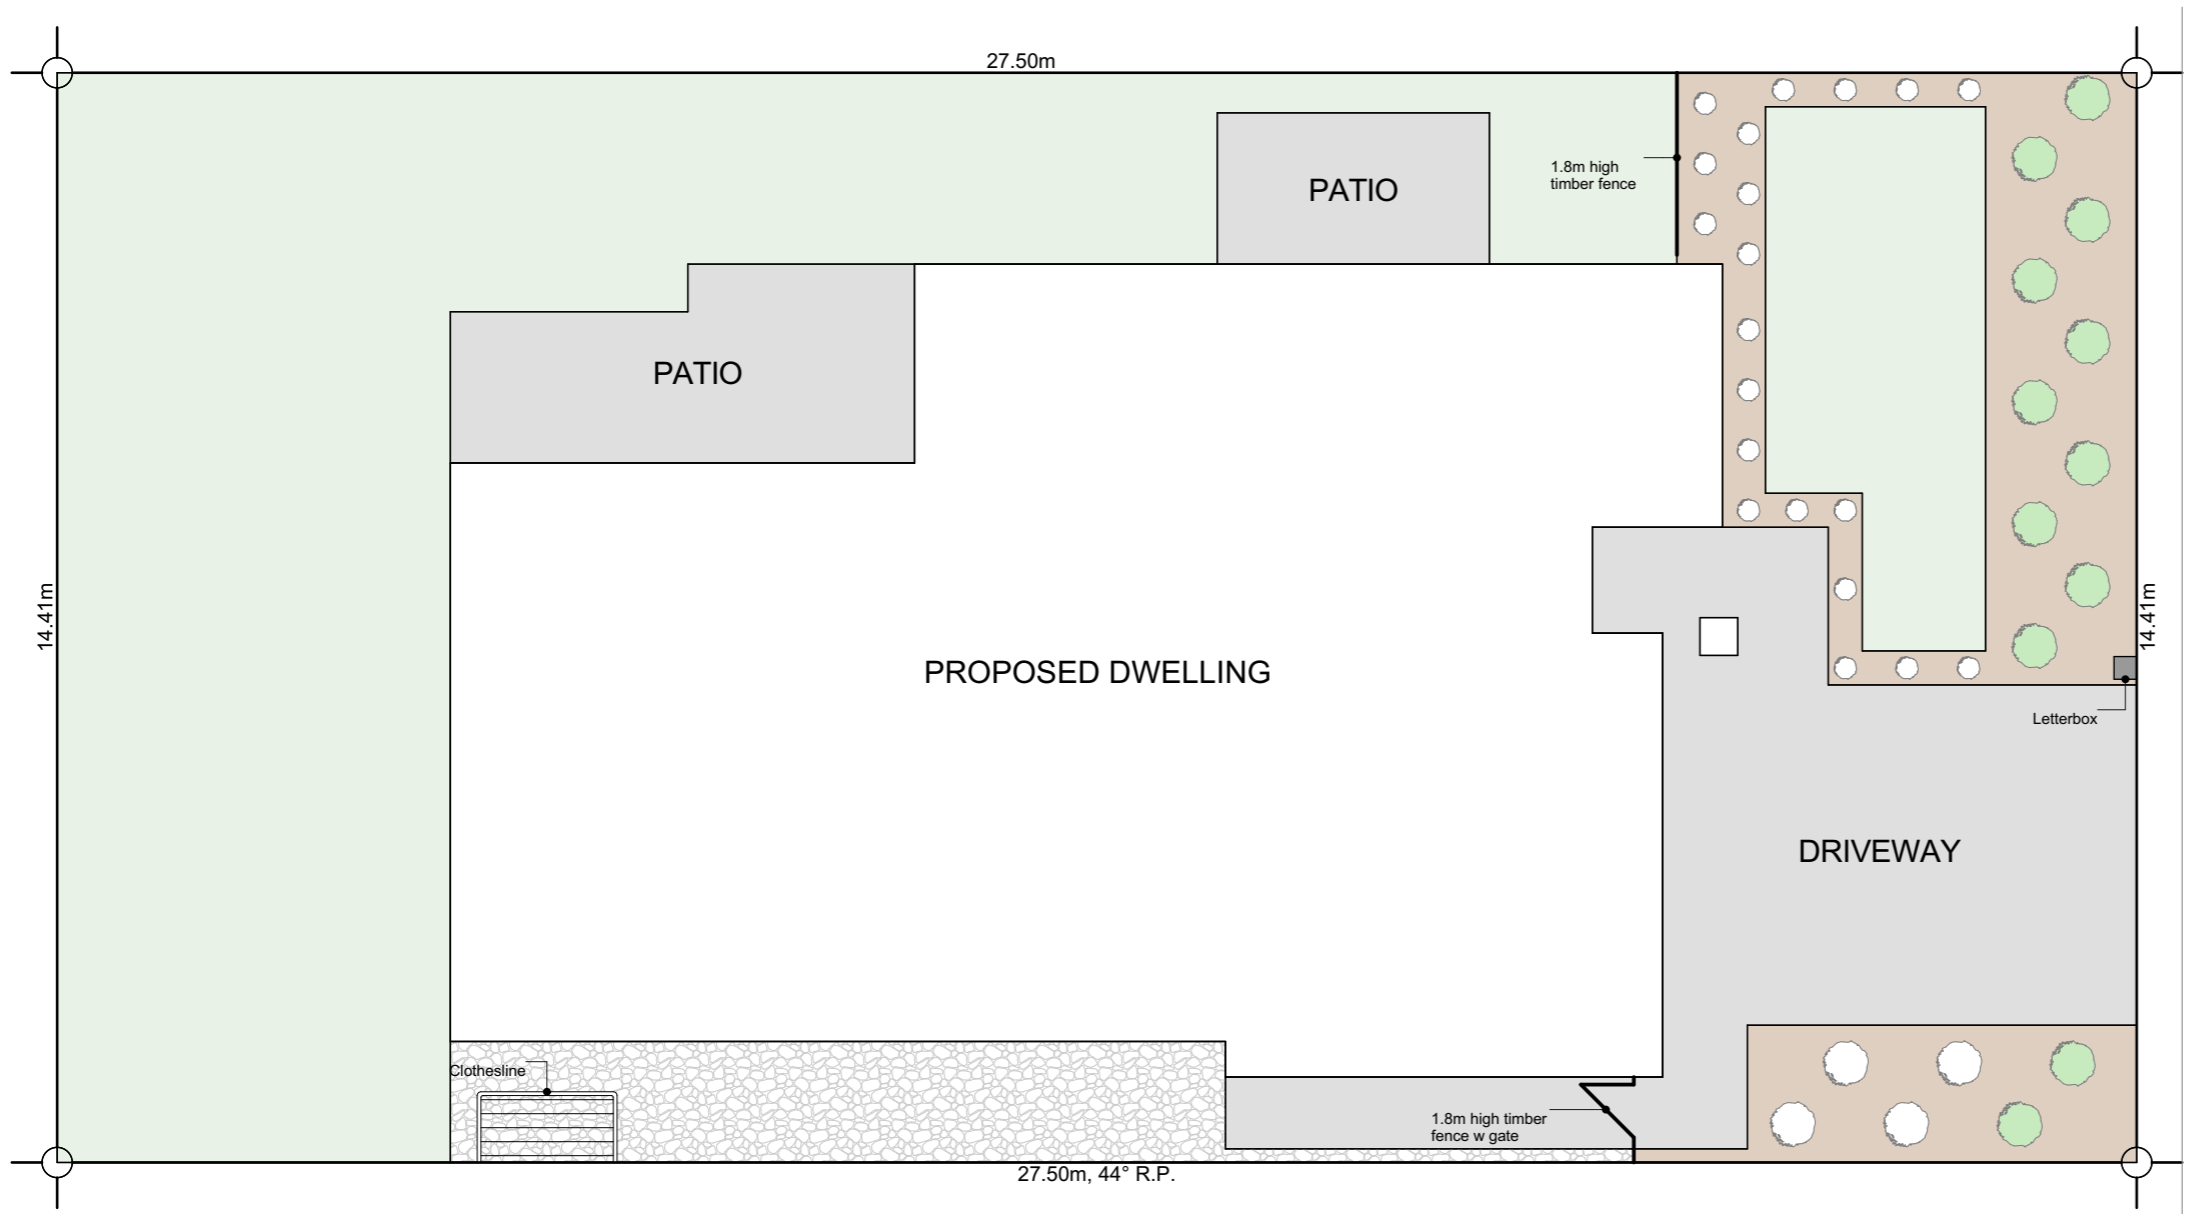 27.50m
PATIO
1.8m high
timber fence
PATIO
14.41m
14.41m
PROPOSED DWELLING
Letterbox
DRIVEWAY
Clothesline
1.8m high timber
fence w gate
27.50m, 44° R.P.